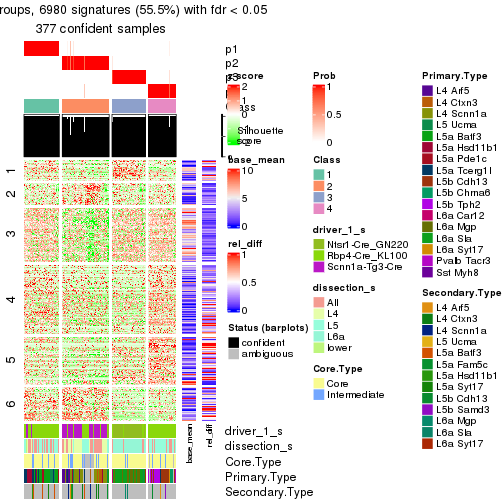 roups, 6980 signatures (55.5%) with fdr < 0.05
377 confident samples
p1
p2
p3
p4
Class
Silhouette
score
z_score
2
1
0
base_mean
10
5
0
rel_diff
1
0.5
0
Status (barplots)
confident
ambiguous
1
2
3
4
5
6
base_mean
rel_diff
driver_1_s
dissection_s
Core.Type
Primary.Type
Secondary.Type
Prob
1
0.5
0
Class
1
2
3
4
driver_1_s
Ntsr1-Cre_GN220
Rbp4-Cre_KL100
Scnn1a-Tg3-Cre
dissection_s
All
L4
L5
L6a
lower
Core.Type
Core
Intermediate
Primary.Type
L4 Arf5
L4 Ctxn3
L4 Scnn1a
L5 Ucma
L5a Batf3
L5a Hsd11b1
L5a Pde1c
L5a Tcerg1l
L5b Cdh13
L5b Chrna6
L5b Tph2
L6a Car12
L6a Mgp
L6a Sla
L6a Syt17
Pvalb Tacr3
Sst Myh8
Secondary.Type
L4 Arf5
L4 Ctxn3
L4 Scnn1a
L5 Ucma
L5a Batf3
L5a Fam5c
L5a Hsd11b1
L5a Syt17
L5b Cdh13
L5b Samd3
L6a Mgp
L6a Sla
L6a Syt17